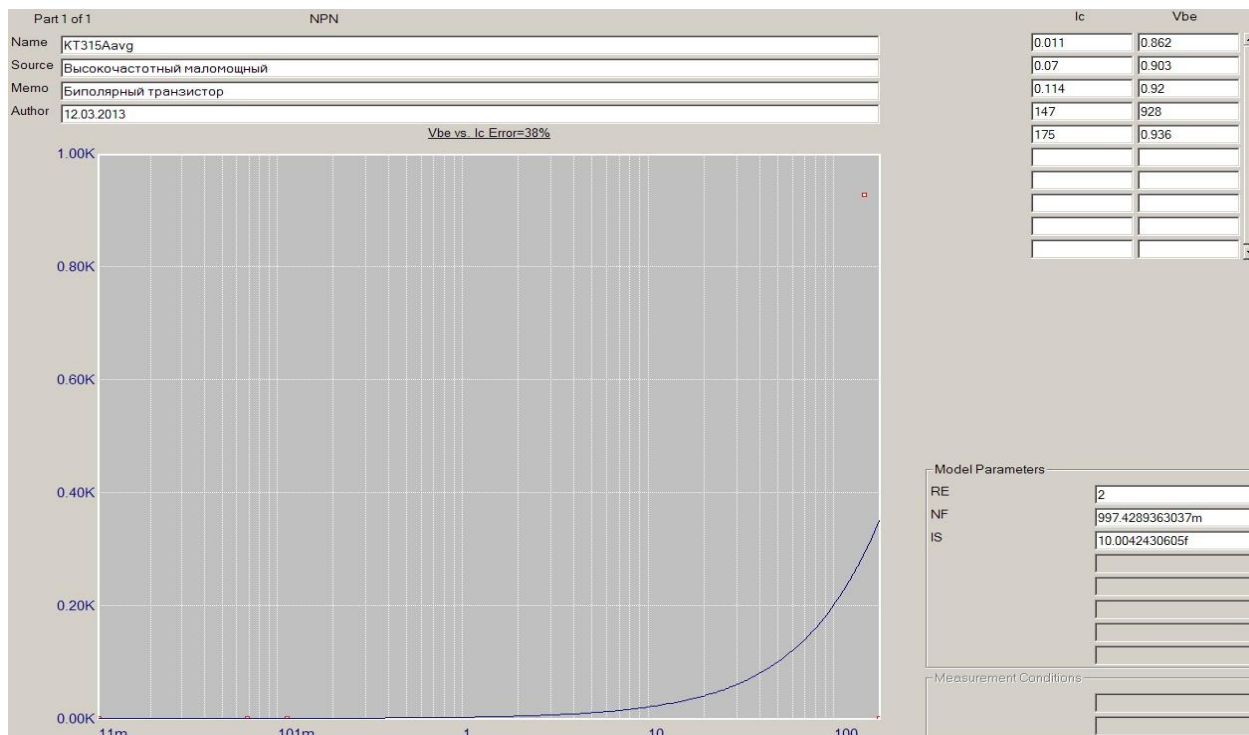 Part 1 of 1 NPN Ic Vbe
Name KT315Aavg 0.011 0.862
Source Высокочастотный маломощный 0.07 0.903
Memo Биполярный транзистор 0.114 0.92
Author 12.03.2013 147 928
Vbe vs. Ic Error=38%
175 0.936
1.00K
0.80K
0.60K
0.40K
0.20K
0.00K
11m 101m 1 10 100
Model Parameters
RE 2
NF 997.4289363037m
IS 10.0042430605f
Measurement Conditions